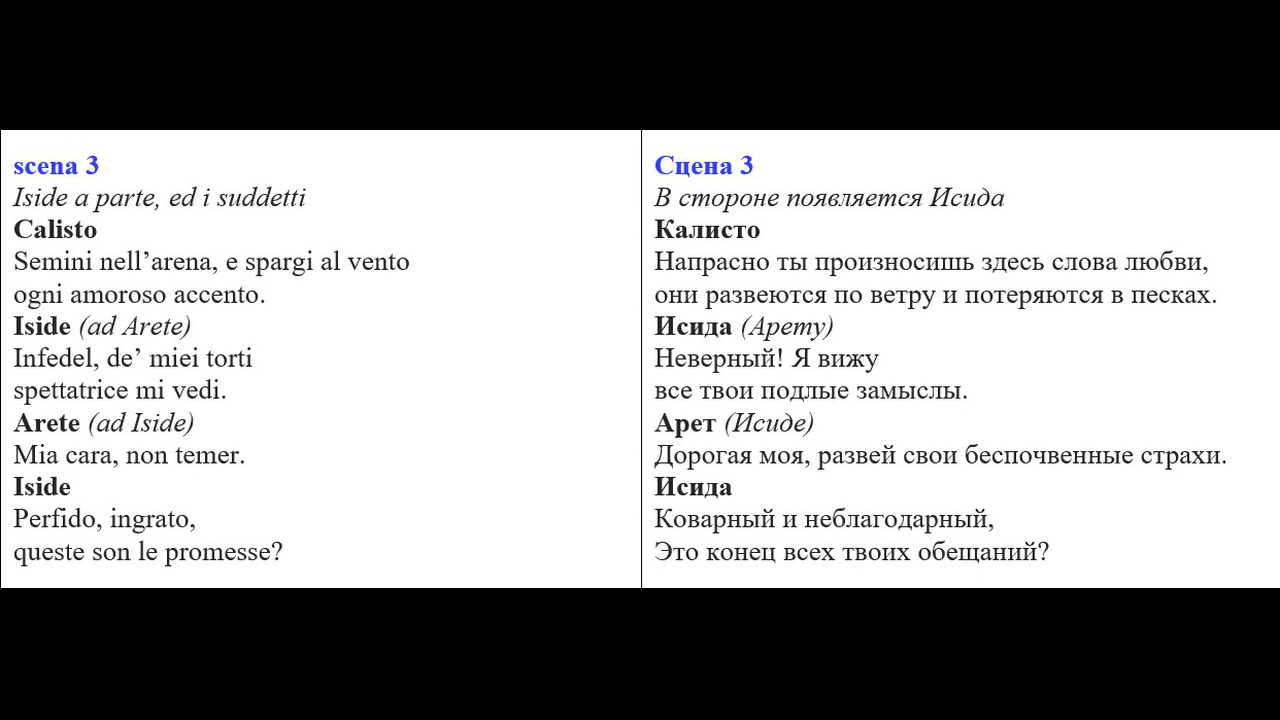 scena 3
Iside a parte, ed i suddetti
Calisto
Semini nell’arena, e spargi al vento
ogni amoroso accento.
Iside (ad Arete)
Infedel, de’ miei torti
spettatrice mi vedi.
Arete (ad Iside)
Mia cara, non temer.
Iside
Perfido, ingrato,
queste son le promesse?
Сцена 3
В стороне появляется Исида
Калисто
Напрасно ты произносишь здесь слова любви,
они развеются по ветру и потеряются в песках.
Исида (Арету)
Неверный! Я вижу
все твои подлые замыслы.
Арет (Исиде)
Дорогая моя, развей свои беспочвенные страхи.
Исида
Коварный и неблагодарный,
Это конец всех твоих обещаний?